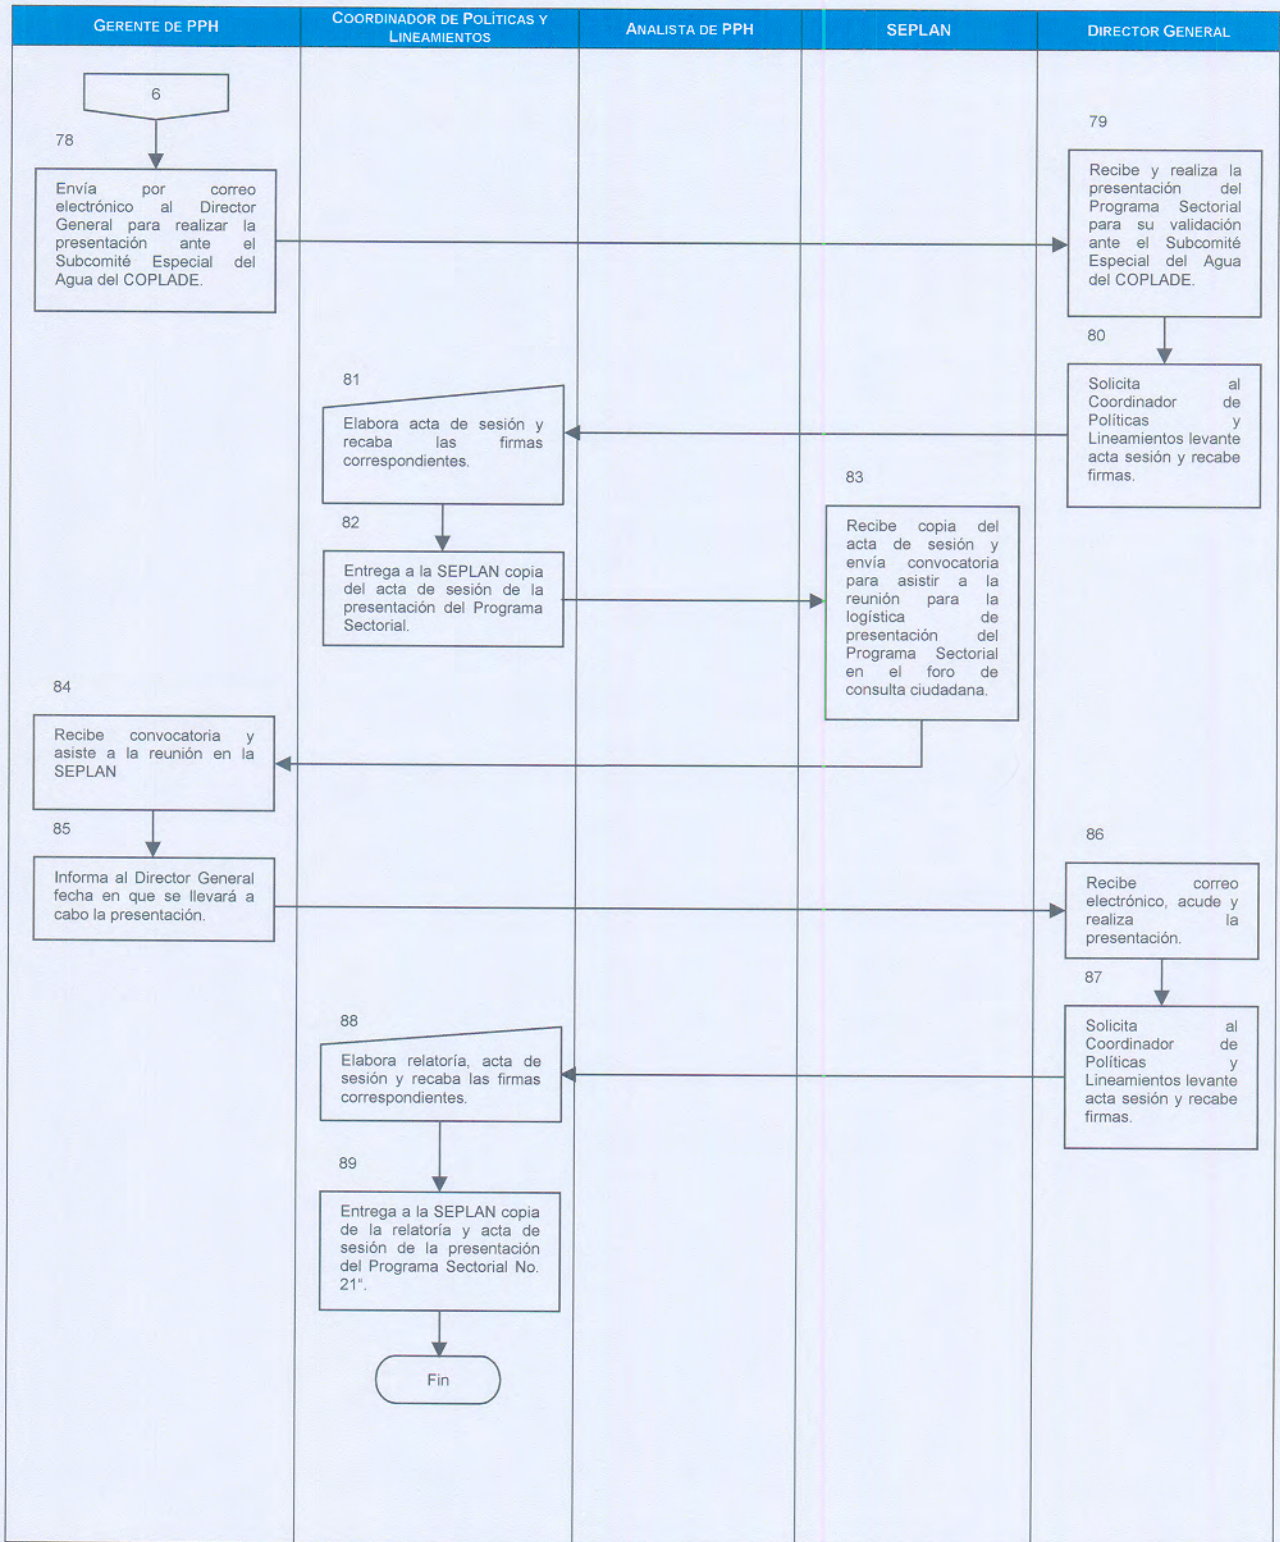 GERENTE DE PPH
COORDINADOR DE POLÍTICAS Y
LINEAMIENTOS
ANALISTA DE PPH
SEPLAN
DIRECTOR GENERAL
6
78
Envía por correo
electrónico al Director
General para realizar la
presentación ante el
Subcomité Especial del
Agua del COPLADE.
79
Recibe y realiza la
presentación del
Programa Sectorial
para su validación
ante el Subcomité
Especial del Agua
del COPLADE.
80
Solicita al
Coordinador de
Políticas y
Lineamientos levante
acta sesión y recabe
firmas.
81
Elabora acta de sesión y
recaba las firmas
correspondientes.
82
Entrega a la SEPLAN copia
del acta de sesión de la
presentación del Programa
Sectorial.
83
Recibe copia del
acta de sesión y
envía convocatoria
para asistir a la
reunión para la
logística de
presentación del
Programa Sectorial
en el foro de
consulta ciudadana.
84
Recibe convocatoria y
asiste a la reunión en la
SEPLAN
85
Informa al Director General
fecha en que se llevará a
cabo la presentación.
86
Recibe correo
electrónico, acude y
realiza la
presentación.
87
Solicita al
Coordinador de
Políticas y
Lineamientos levante
acta sesión y recabe
firmas.
88
Elabora relatoría, acta de
sesión y recaba las firmas
correspondientes.
89
Entrega a la SEPLAN copia
de la relatoría y acta de
sesión de la presentación
del Programa Sectorial No.
21“.
Fin